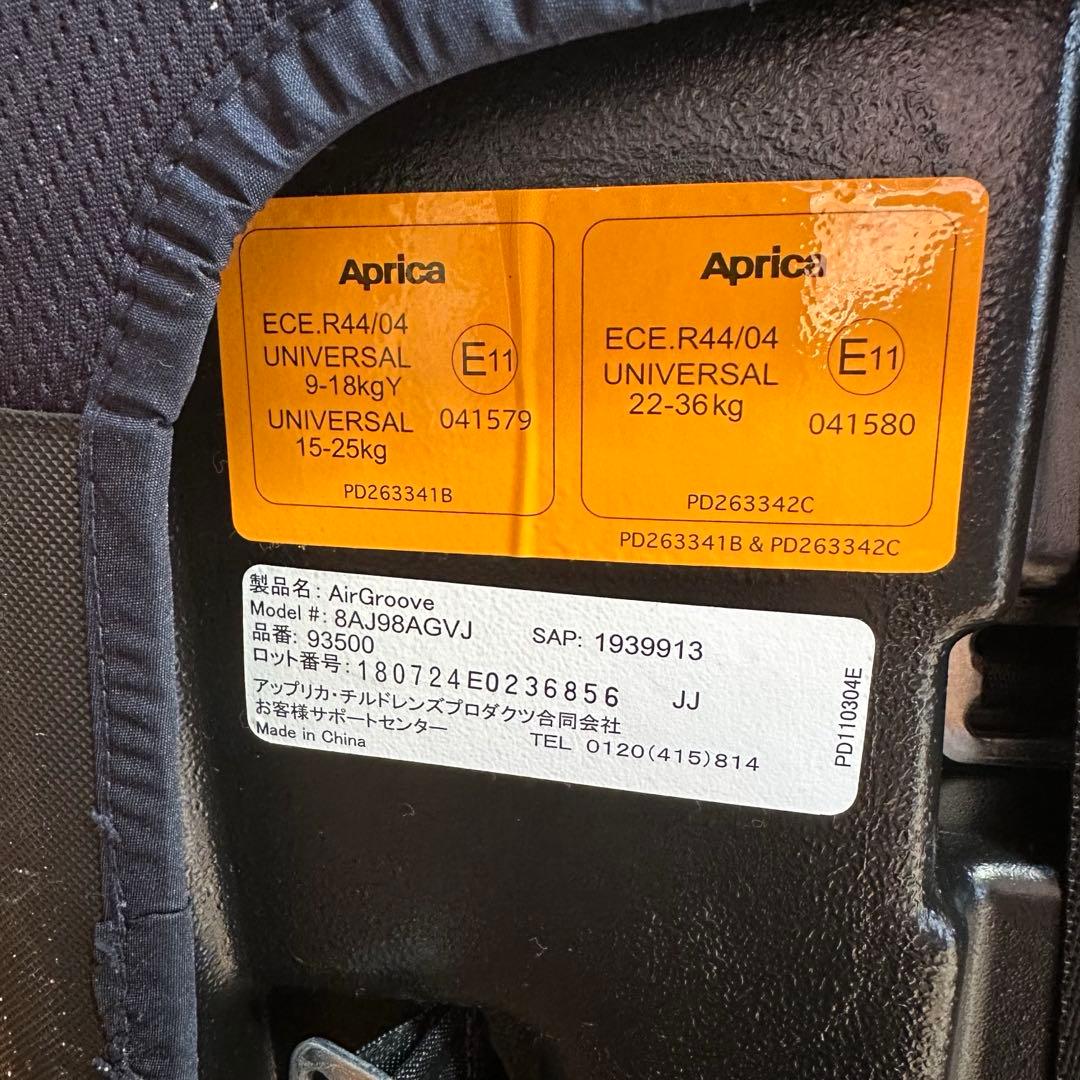 Aprica
ECE.R44/04
UNIVERSAL
9-18kgY
E11
UNIVERSAL
15-25kg
041579
PD263341B
Aprica
ECE.R44/04
UNIVERSAL
22-36kg
E11
041580
PD263342C
PD263341B & PD263342C
製品名: AirGroove
Model #: 8AJ98AGVJ SAP: 1939913
品番: 93500
ロット番号: 180724E0236856 JJ
アップリカ・チルドレンズプロダクツ合同会社
お客様サポートセンター TEL 0120(415)814
Made in China
PD110304E